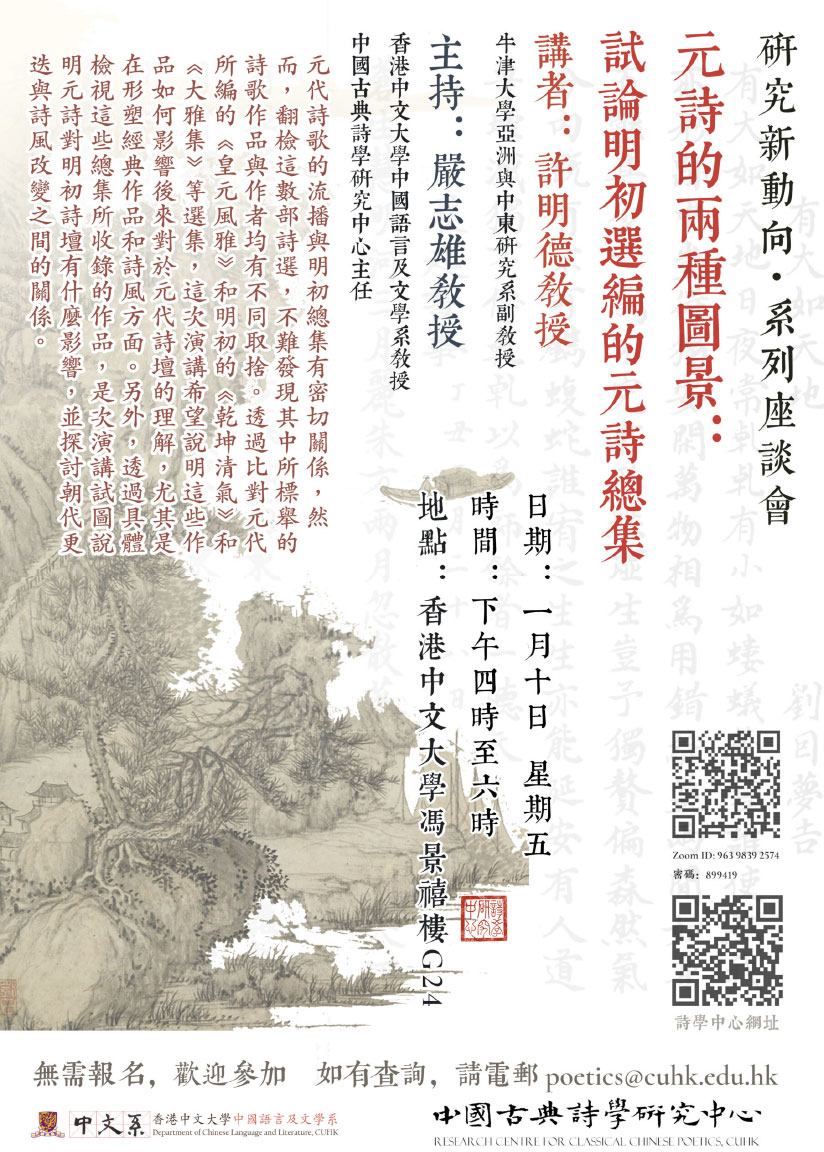 研究新動向・系列座談會
元詩的兩種圖景：
試論明初選編的元詩總集
講者：許明德教授
牛津大學亞洲與中東研究系副教授
主持：嚴志雄教授
香港中文大學中國語言及文學系教授
中國古典詩學研究中心主任
元代詩歌的流播與明初總集有密切關係，然
而，翻檢這數部詩選，不難發現其中所標舉的
詩歌作品與作者均有不同取捨。透過比對元代
所編的《皇元風雅》和明初的《乾坤清氣》和
《大雅集》等選集，這次演講希望說明這些作
品如何影響後來對於元代詩壇的理解，尤其是
在形塑經典作品和詩風方面。另外，透過具體
檢視這些總集所收錄的作品，是次演講試圖說
明元詩對明初詩壇有什麼影響，並探討朝代更
迭與詩風改變之間的關係。
日期：一月十日 星期五
時間：下午四時至六時
地點：香港中文大學馮景禧樓G24
Zoom ID: 963 9839 2574
密碼：899419
詩學中心網址
無需報名，歡迎參加 如有查詢，請電郵 poetics@cuhk.edu.hk
中文系 香港中文大學中國語言及文學系
Department of Chinese Language and Literature, CUHK
中國古典詩學研究中心
RESEARCH CENTRE FOR CLASSICAL CHINESE POETICS, CUHK